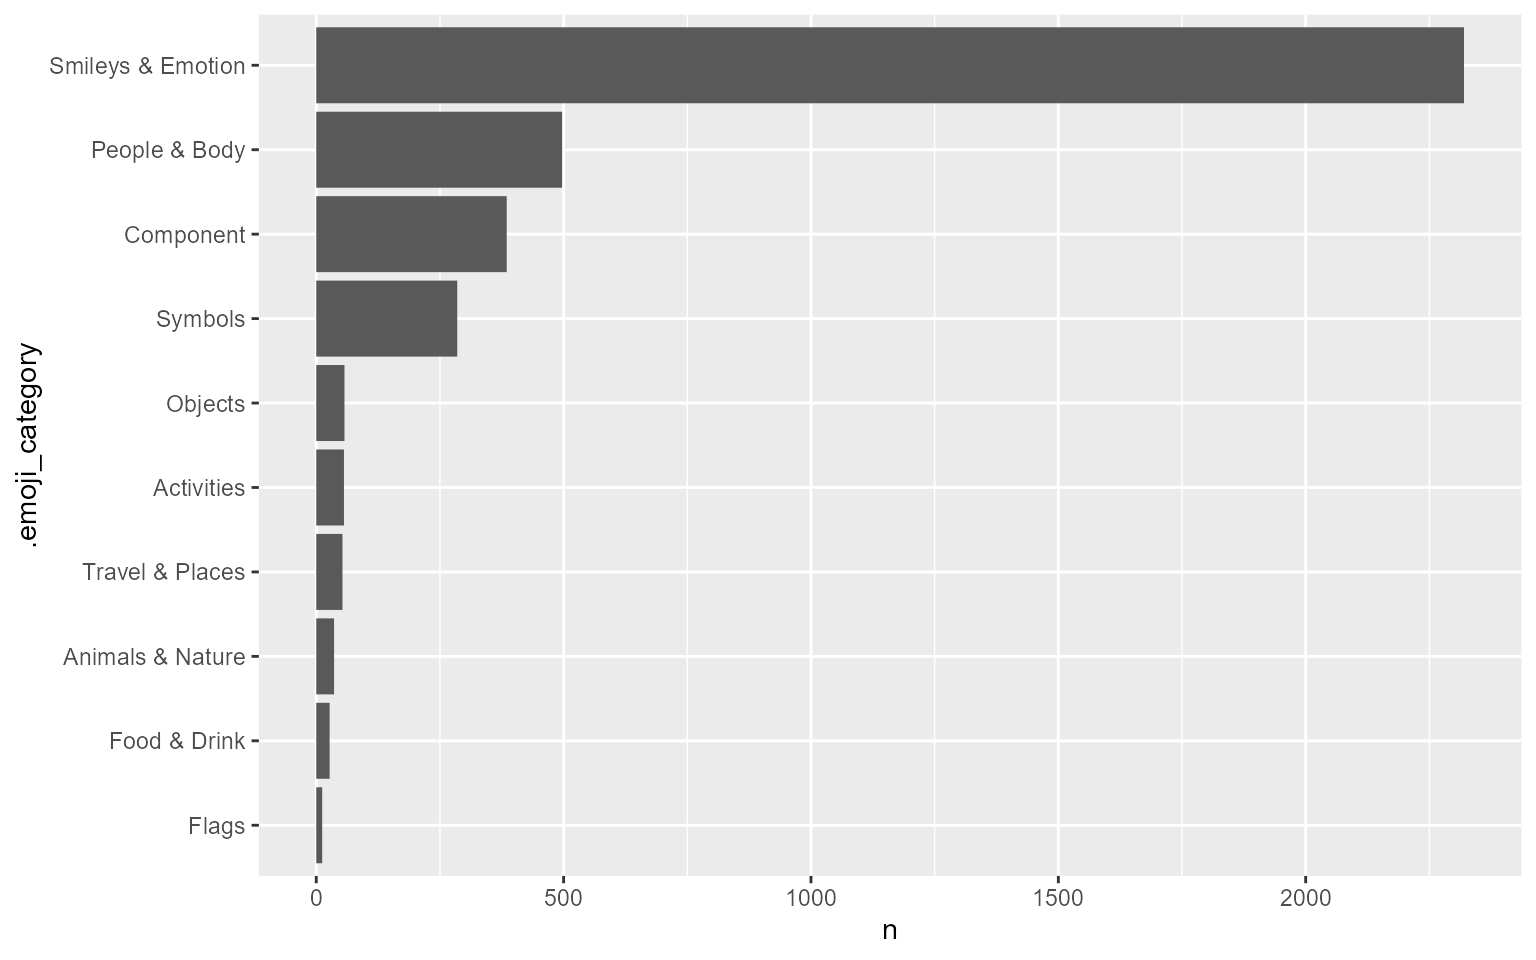 Smileys & Emotion
People & Body
Component
Symbols
Objects
Activities
Travel & Places
Animals & Nature
Food & Drink
Flags
.emoji_category
0 500 1000 1500 2000
n